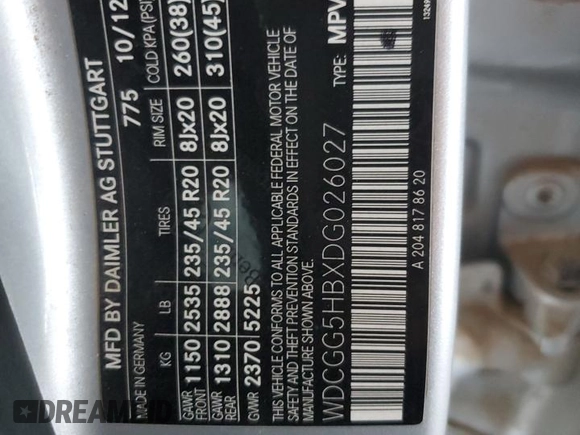 MFD BY DAIMLER AG STUTTGART
775 10/12
MADE IN GERMANY
KG LB TIRES RIM SIZE COLD KPA (PSI
GAWR FRONT 1150 2535 235/45 R20 8Jx20 260(38)
GAWR REAR 1310 2888 235/45 R20 8Jx20 310(45)
GVWR 2370 5225
THIS VEHICLE CONFORMS TO ALL APPLICABLE FEDERAL MOTOR VEHICLE
SAFETY AND THEFT PREVENTION STANDARDS IN EFFECT ON THE DATE OF
MANUFACTURE SHOWN ABOVE.
WDCGG5HBXDG026027 TYPE: MPV
A 204 817 86 20
DREAMBID